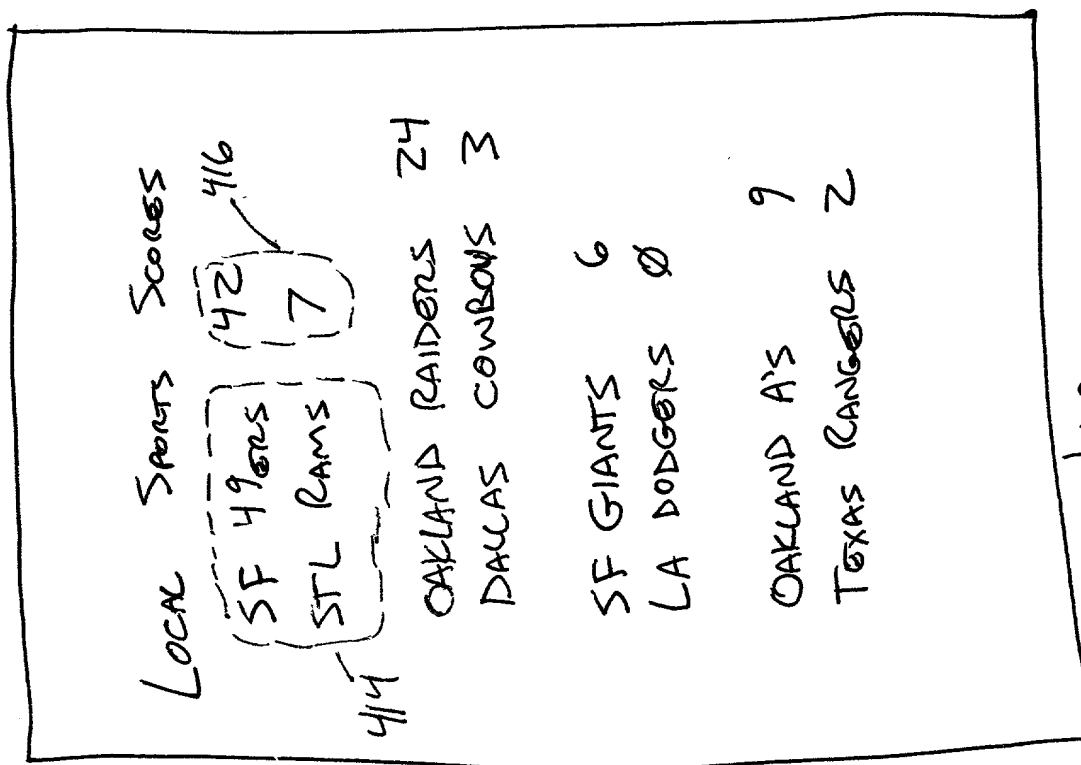 LOCAL SPORTS SCORES
416
SF 49ERS 42
STL RAMS 7
414
OAKLAND RAIDERS 24
DALLAS COWBOYS 3
SF GIANTS 6
LA DODGERS Ø
OAKLAND A'S 9
TEXAS RANGERS 2